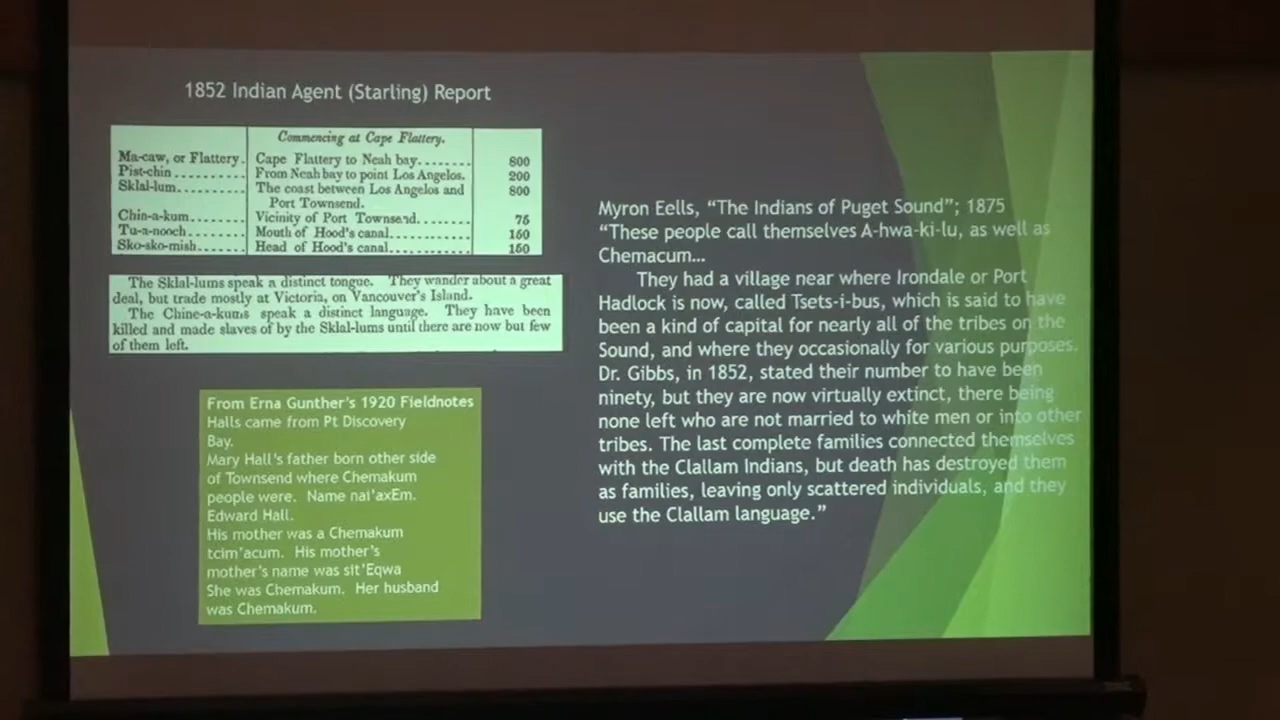 1852 Indian Agent (Starling) Report
Commencing at Cape Flattery.
Ma-caw, or Flattery. Cape Flattery to Neah bay....... 800
Pist-chin .......... From Neah bay to point Los Angelos. 200
Sklal-lum.......... The coast between Los Angelos and 800
Port Townsend.
Chin-a-kum....... Vicinity of Port Townsend........ 75
Tu-a-nooch ....... Mouth of Hood's canal............ 150
Sko-sko-mish...... Head of Hood's canal............ 150
The Sklal-lums speak a distinct tongue. They wander about a great
deal, but trade mostly at Victoria, on Vancouver's Island.
The Chine-a-kums speak a distinct language. They have been
killed and made slaves of by the Sklal-lums until there are now but few
of them left.
From Erna Gunther's 1920 Fieldnotes
Halls came from Pt Discovery
Bay.
Mary Hall's father born other side
of Townsend where Chemakum
people were. Name nai'axEm.
Edward Hall.
His mother was a Chemakum
tcim'acum. His mother's
mother's name was sit'Eqwa
She was Chemakum. Her husband
was Chemakum.
Myron Eells, “The Indians of Puget Sound”; 1875
“These people call themselves A-hwa-ki-lu, as well as
Chemacum...
They had a village near where Irondale or Port
Hadlock is now, called Tsets-i-bus, which is said to have
been a kind of capital for nearly all of the tribes on the
Sound, and where they occasionally for various purposes.
Dr. Gibbs, in 1852, stated their number to have been
ninety, but they are now virtually extinct, there being
none left who are not married to white men or into other
tribes. The last complete families connected themselves
with the Clallam Indians, but death has destroyed them
as families, leaving only scattered individuals, and they
use the Clallam language.”